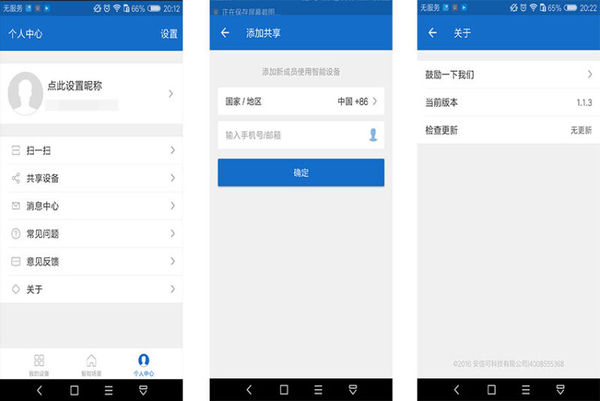 无服务 66% 20:12
个人中心 设置
点此设置昵称
扫一扫
共享设备
消息中心
常见问题
意见反馈
关于
我的设备 智能场景 个人中心
正在保存屏幕截图...
添加共享
添加新成员使用智能设备
国家 / 地区 中国 +86
输入手机号/邮箱
确定
无服务 65% 20:22
关于
鼓励一下我们
当前版本 1.1.3
检查更新 无更新
©2016 安信可科技有限公司|4008555368